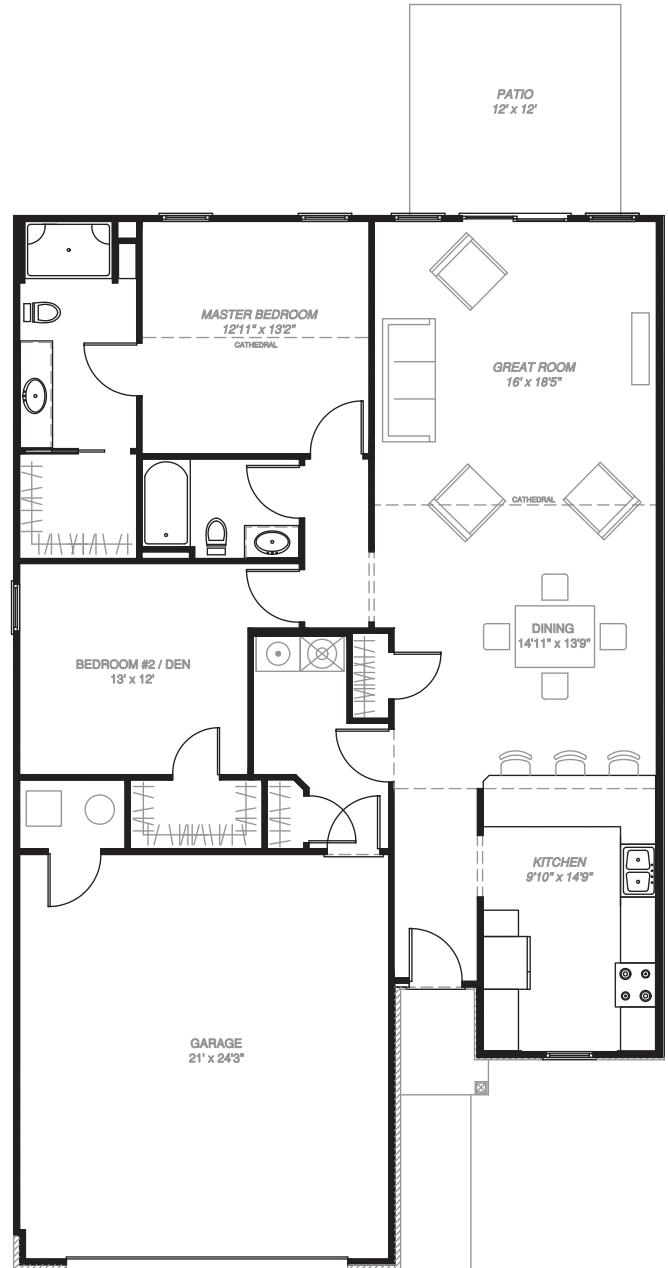 PATIO
12' x 12'
MASTER BEDROOM
12'11" x 13'2"
CATHEDRAL
GREAT ROOM
16' x 18'5"
CATHEDRAL
DINING
14'11" x 13'9"
BEDROOM #2 / DEN
13' x 12'
KITCHEN
9'10" x 14'9"
GARAGE
21' x 24'3"